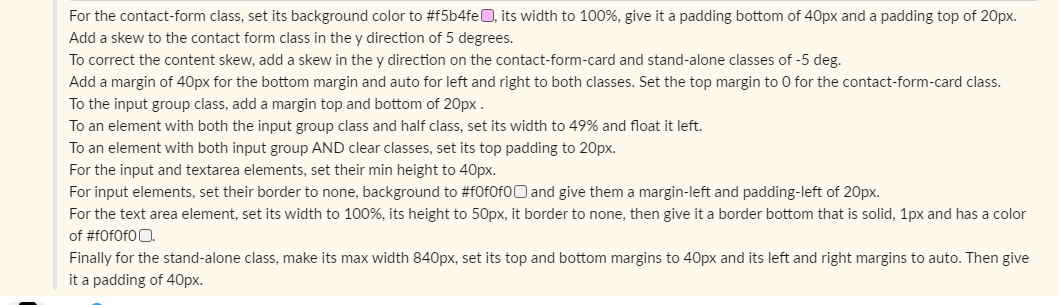 For the contact-form class, set its background color to #f5b4fe, its width to 100%, give it a padding bottom of 40px and a padding top of 20px.
Add a skew to the contact form class in the y direction of 5 degrees.
To correct the content skew, add a skew in the y direction on the contact-form-card and stand-alone classes of -5 deg.
Add a margin of 40px for the bottom margin and auto for left and right to both classes. Set the top margin to 0 for the contact-form-card class.
To the input group class, add a margin top and bottom of 20px .
To an element with both the input group class and half class, set its width to 49% and float it left.
To an element with both input group AND clear classes, set its top padding to 20px.
For the input and textarea elements, set their min height to 40px.
For input elements, set their border to none, background to #f0f0f0 and give them a margin-left and padding-left of 20px.
For the text area element, set its width to 100%, its height to 50px, it border to none, then give it a border bottom that is solid, 1px and has a color
of #f0f0f0.
Finally for the stand-alone class, make its max width 840px, set its top and bottom margins to 40px and its left and right margins to auto. Then give
it a padding of 40px.